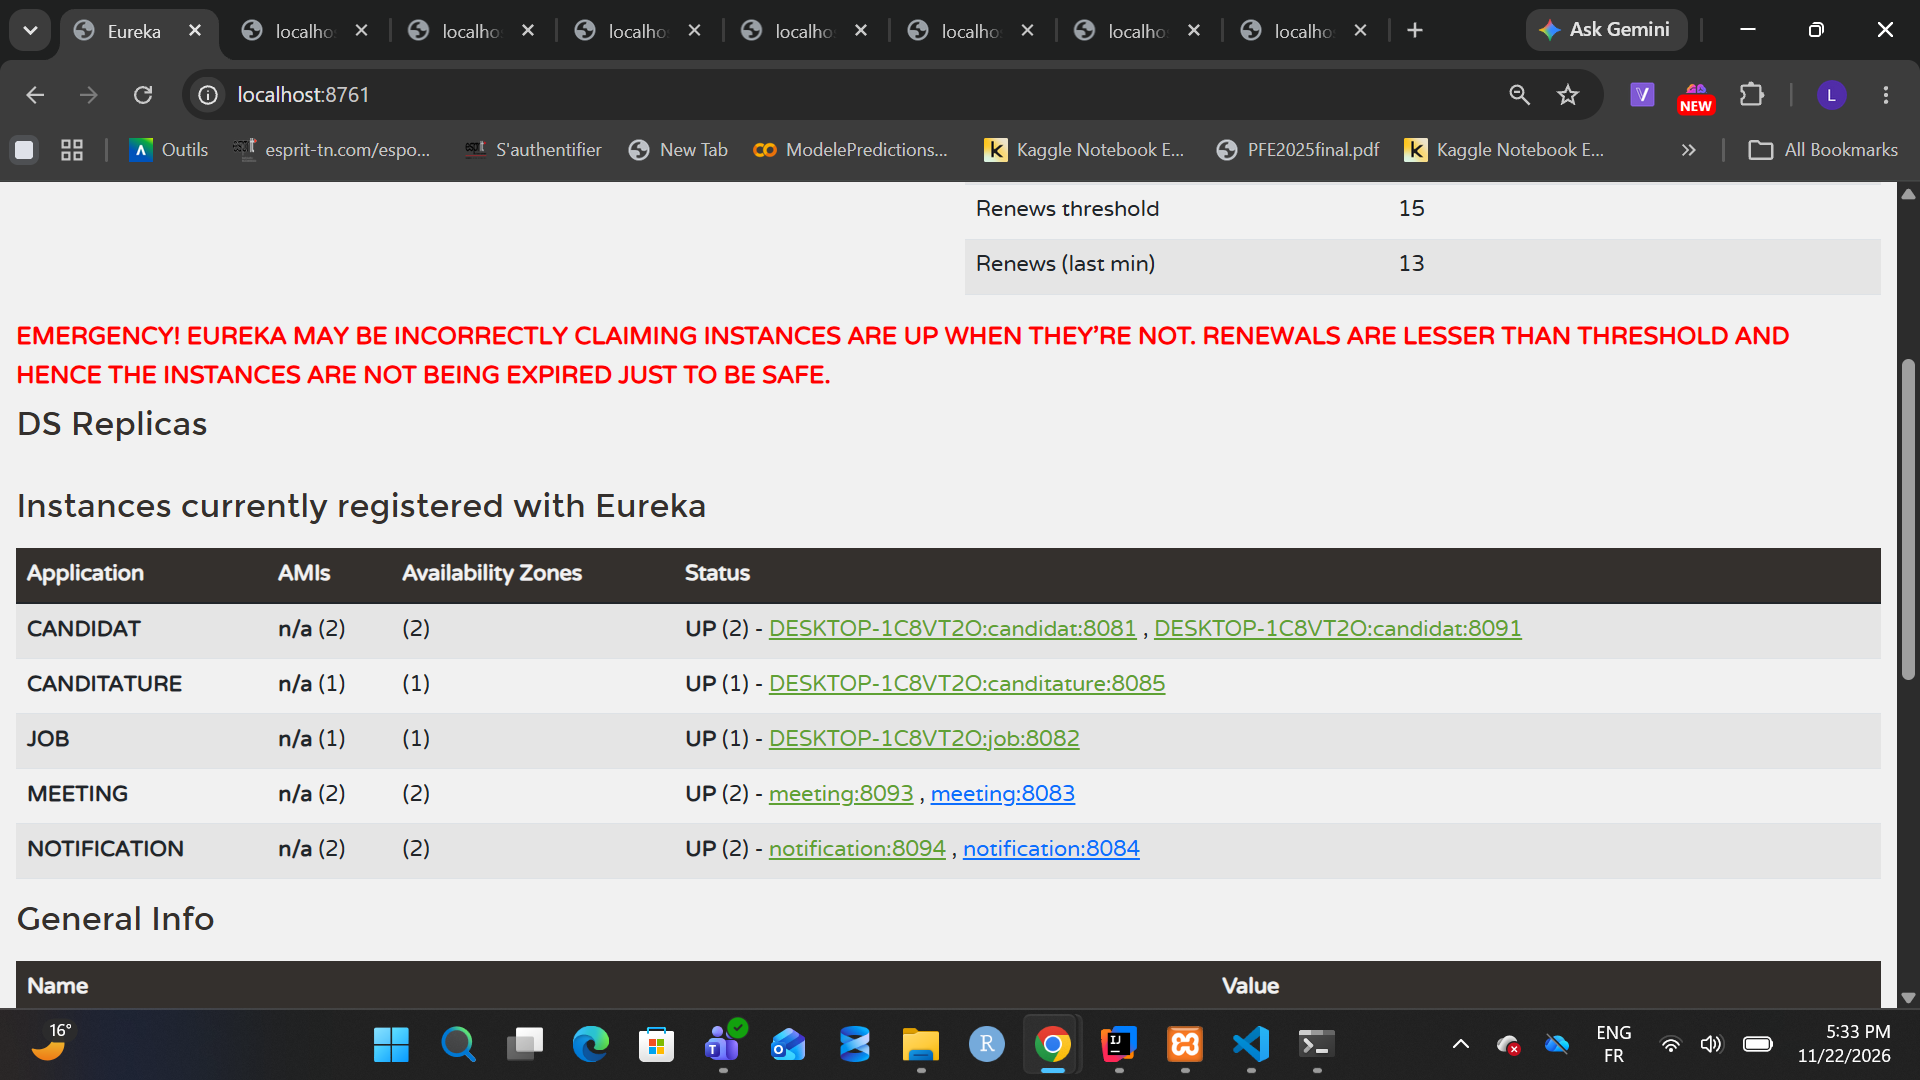 Eureka
localho
localho
localho
localho
localho
localho
localho
Ask Gemini
localhost:8761
V
NEW
L
Outils
esprit-tn.com/espo...
S'authentifier
New Tab
ModelePredictions...
Kaggle Notebook E...
PFE2025final.pdf
Kaggle Notebook E...
All Bookmarks
Renews threshold 15
Renews (last min) 13
EMERGENCY! EUREKA MAY BE INCORRECTLY CLAIMING INSTANCES ARE UP WHEN THEY’RE NOT. RENEWALS ARE LESSER THAN THRESHOLD AND
HENCE THE INSTANCES ARE NOT BEING EXPIRED JUST TO BE SAFE.
DS Replicas
Instances currently registered with Eureka
Application AMIs Availability Zones Status
CANDIDAT n/a (2) (2) UP (2) - DESKTOP-1C8VT2O:candidat:8081 , DESKTOP-1C8VT2O:candidat:8091
CANDITATURE n/a (1) (1) UP (1) - DESKTOP-1C8VT2O:canditature:8085
JOB n/a (1) (1) UP (1) - DESKTOP-1C8VT2O:job:8082
MEETING n/a (2) (2) UP (2) - meeting:8093 , meeting:8083
NOTIFICATION n/a (2) (2) UP (2) - notification:8094 , notification:8084
General Info
Name Value
16°
ENG
FR
5:33 PM
11/22/2026